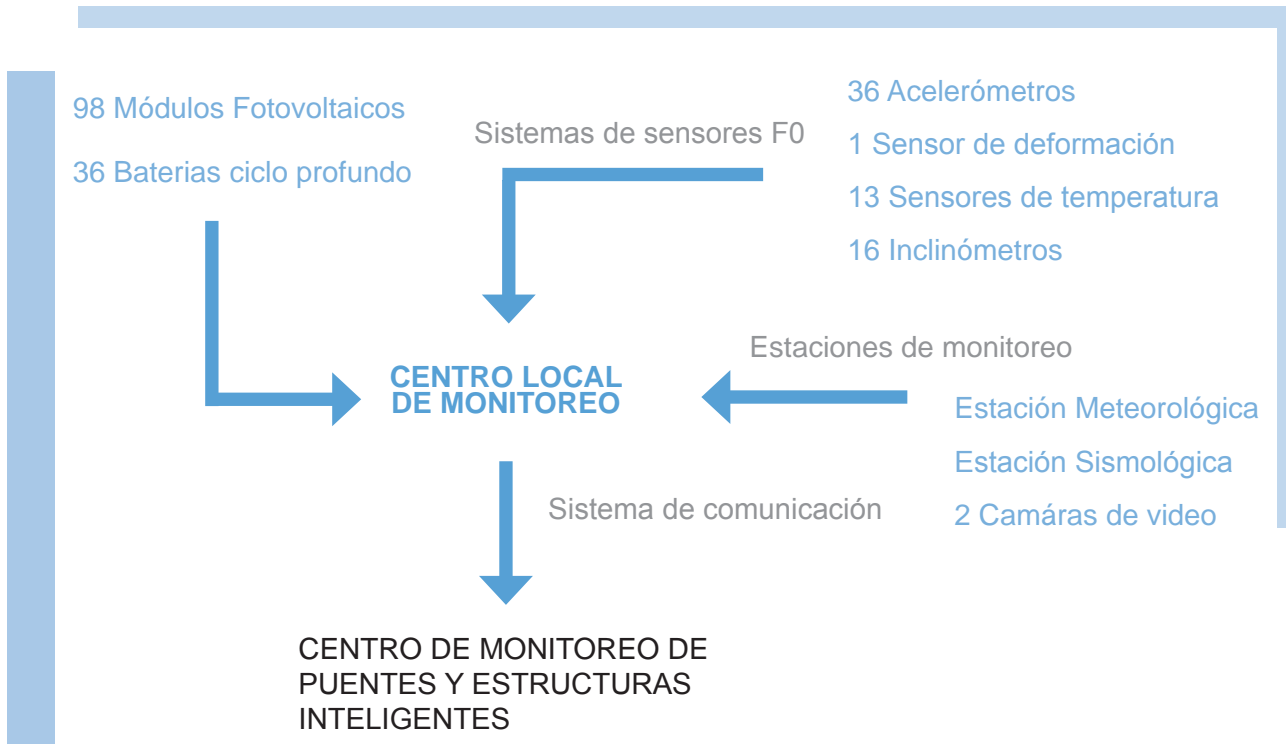 98 Módulos Fotovoltaicos
36 Baterias ciclo profundo
Sistemas de sensores F0
36 Acelerómetros
1 Sensor de deformación
13 Sensores de temperatura
16 Inclinómetros
CENTRO LOCAL
DE MONITOREO
Estaciones de monitoreo
Estación Meteorológica
Estación Sismológica
2 Camáras de video
Sistema de comunicación
CENTRO DE MONITOREO DE
PUENTES Y ESTRUCTURAS
INTELIGENTES